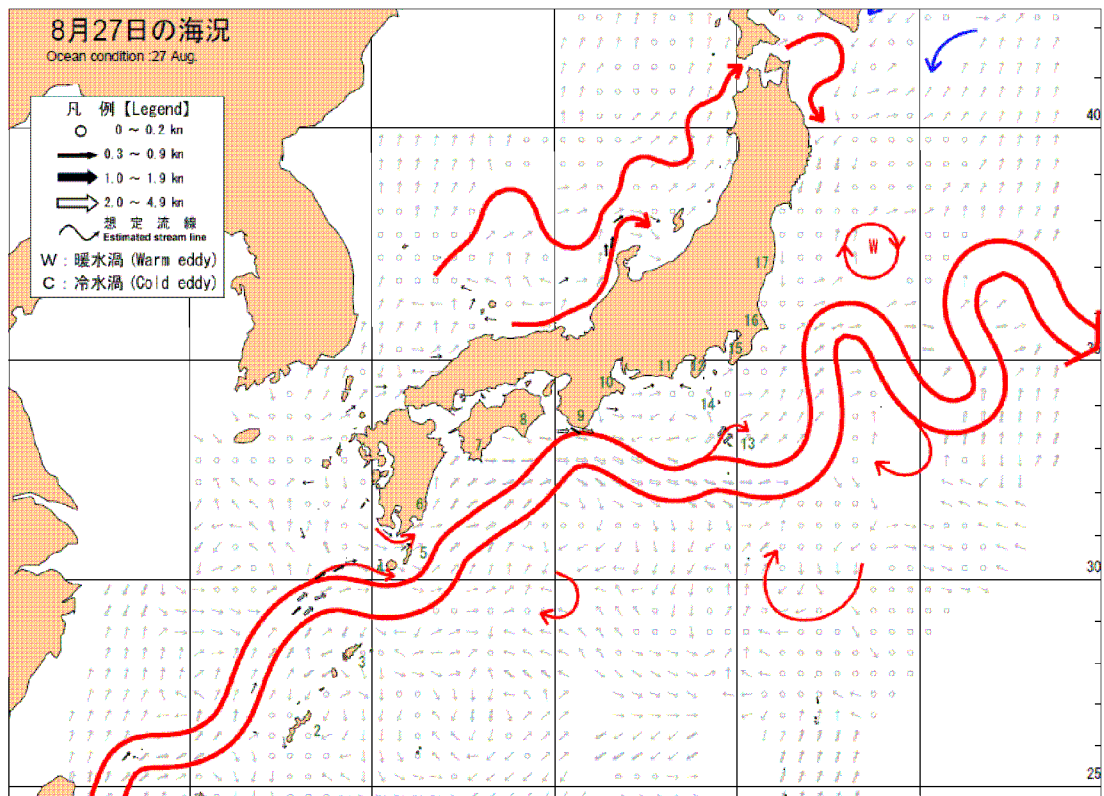 8月27日の海況
Ocean condition :27 Aug.
凡 例【Legend】
0 ～ 0.2 kn
0.3 ～ 0.9 kn
1.0 ～ 1.9 kn
2.0 ～ 4.9 kn
想 定 流 線
Estimated stream line
W : 暖水渦 (Warm eddy)
C : 冷水渦 (Cold eddy)
40
W
17
16
15
11
10
14
9
8
7
13
6
5
30
3
2
25